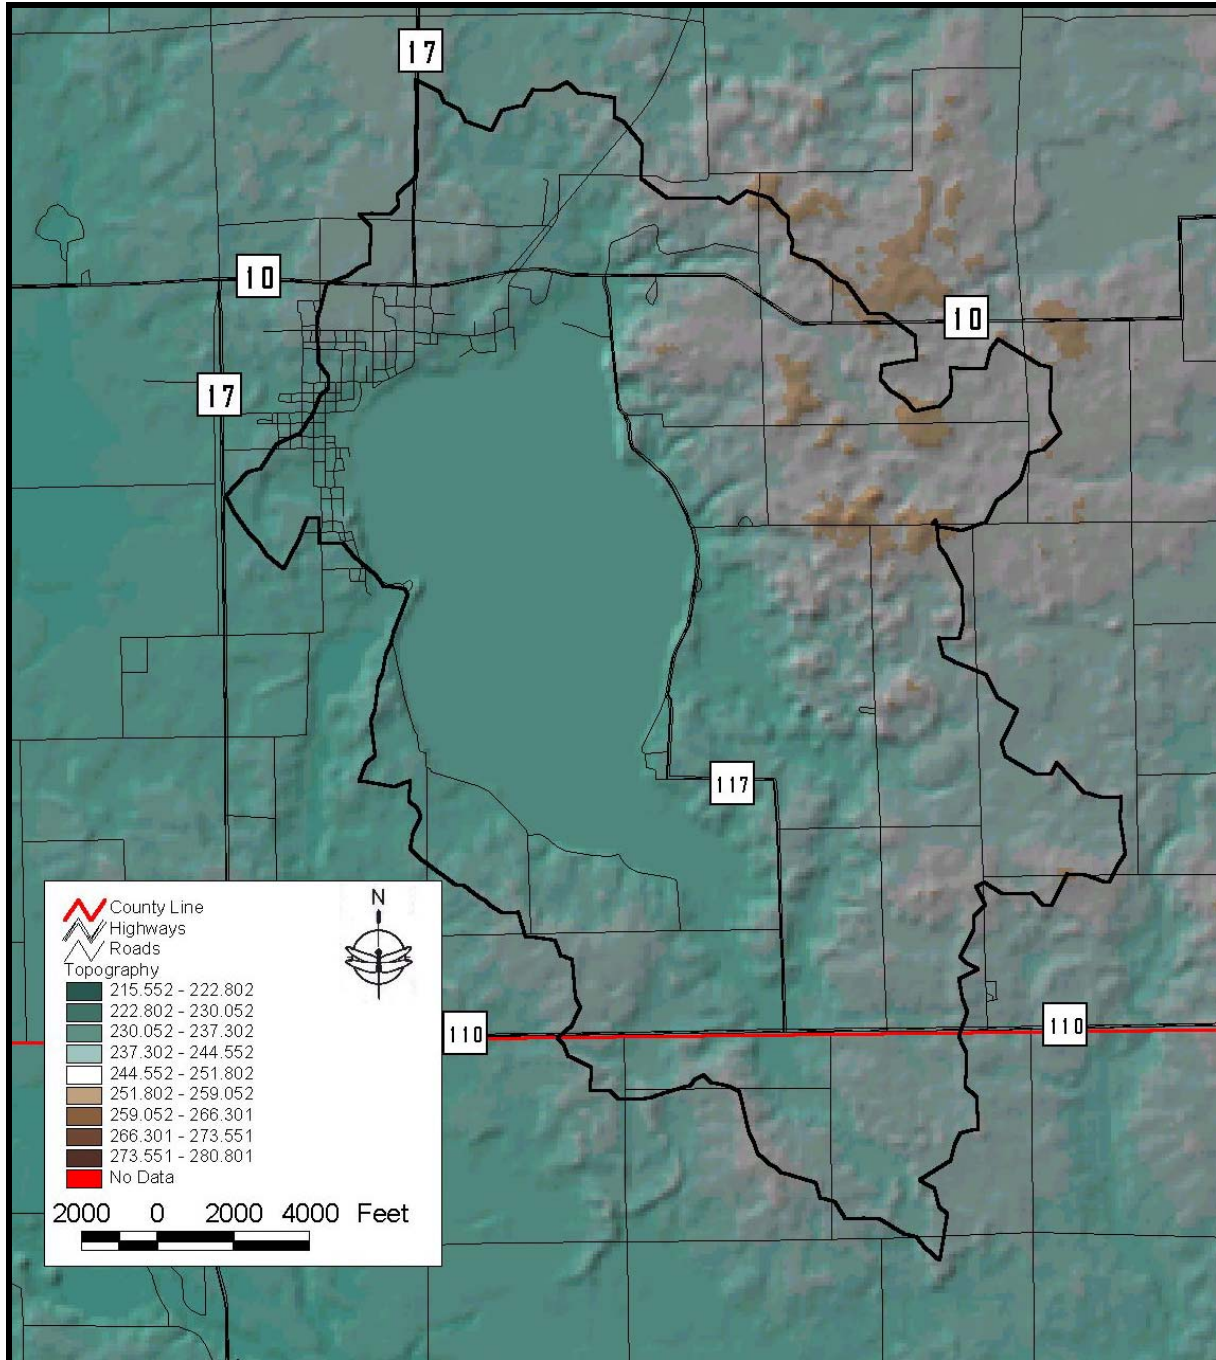 17
10
10
17
117
110
110
County Line
Highways
Roads
Topography
215.552 - 222.802
222.802 - 230.052
230.052 - 237.302
237.302 - 244.552
244.552 - 251.802
251.802 - 259.052
259.052 - 266.301
266.301 - 273.551
273.551 - 280.801
No Data
N
2000 0 2000 4000 Feet